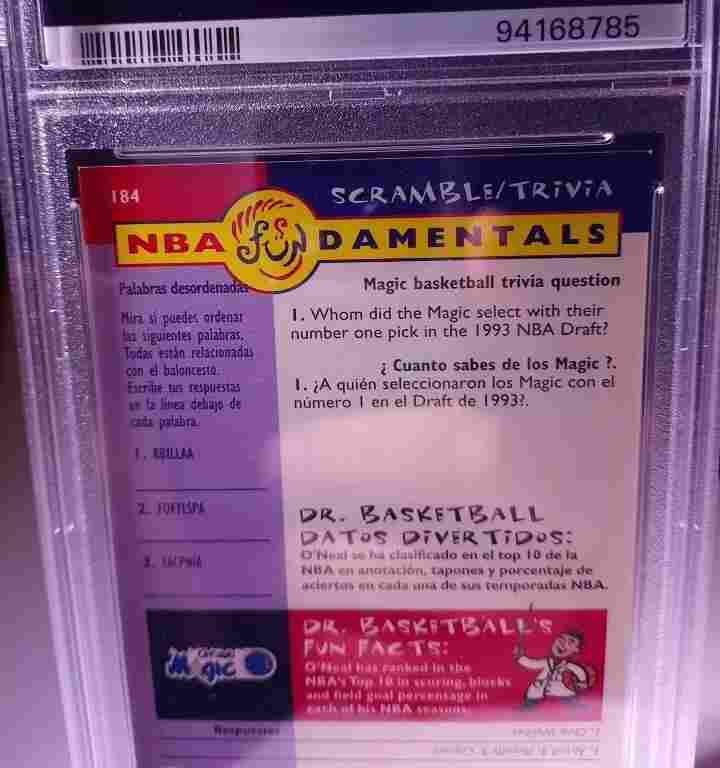 94168785
184
SCRAMBLE/TRiViA
NBA FUNDAMENTALS
Palabras desordenadas
Mira si puedes ordenar
las siguientes palabras.
Todas están relacionadas
con el baloncesto.
Escribe tus respuestas
en la línea debajo de
cada palabra.
1.
2.
3.
Magic basketball trivia question
1. Whom did the Magic select with their
number one pick in the 1993 NBA Draft?
¿ Cuanto sabes de los Magic ?.
1. ¿A quién seleccionaron los Magic con el
número 1 en el Draft de 1993?.
DR. BASKETBALL
DATOS DiVERTiDOS:
O'Neal se ha clasificado en el top 10 de la
NBA en anotación, tapones y porcentaje de
aciertos en cada una de sus temporadas NBA.
Magic
DR. BASKETBALL'S
FUN FACTS:
O'Neal has ranked in the
NBA's Top 10 in scoring, blocks
and field goal percentage in
each of his NBA seasons.
Respuestas